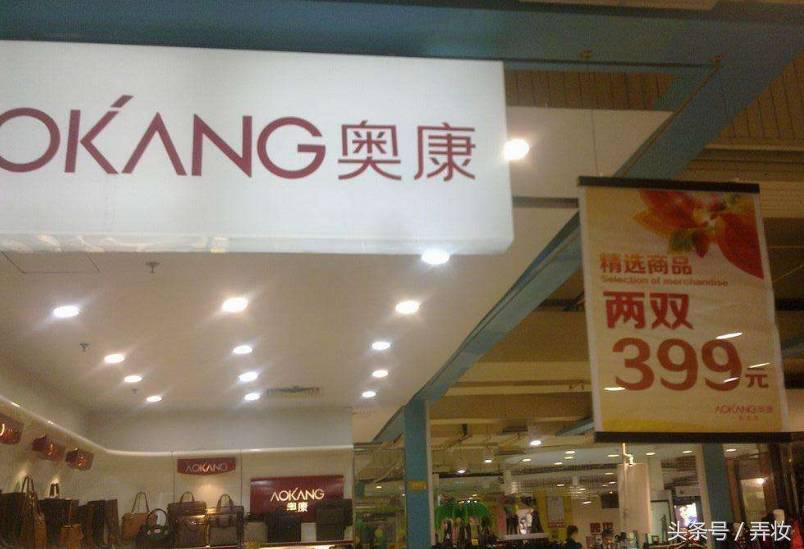 AOKANG奥康
精选商品
Selection of merchandise
两双
399元
AOKANG奥康
AOKANG
AOKANG
奥康
头条号 / 弄妆